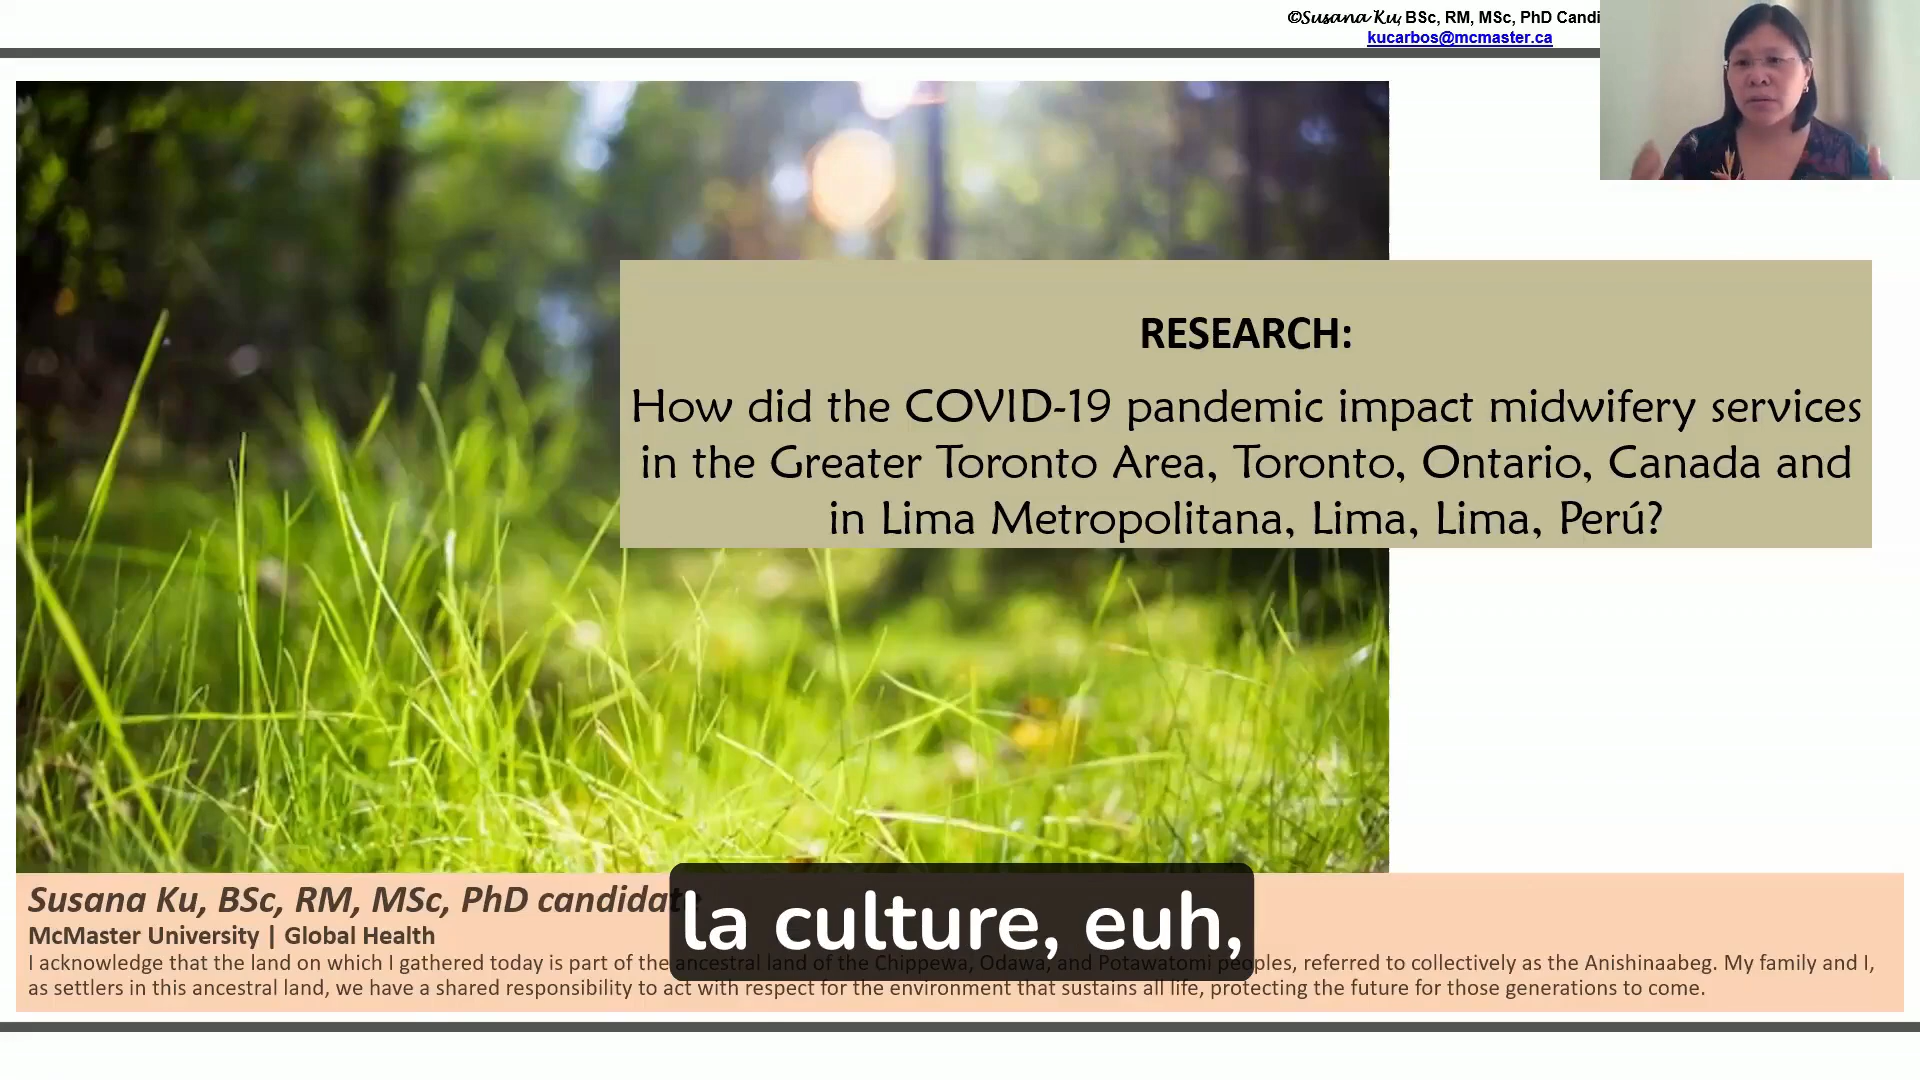 ©Susana Ku, BSc, RM, MSc, PhD Candi
kucarbos@mcmaster.ca
RESEARCH:
How did the COVID-19 pandemic impact midwifery services
in the Greater Toronto Area, Toronto, Ontario, Canada and
in Lima Metropolitana, Lima, Lima, Perú?
Susana Ku, BSc, RM, MSc, PhD candidate
la culture, euh,
McMaster University | Global Health
I acknowledge that the land on which I gathered today is part of the ancestral land of the Chippewa, Odawa, and Potawatomi peoples, referred to collectively as the Anishinaabeg. My family and I,
as settlers in this ancestral land, we have a shared responsibility to act with respect for the environment that sustains all life, protecting the future for those generations to come.